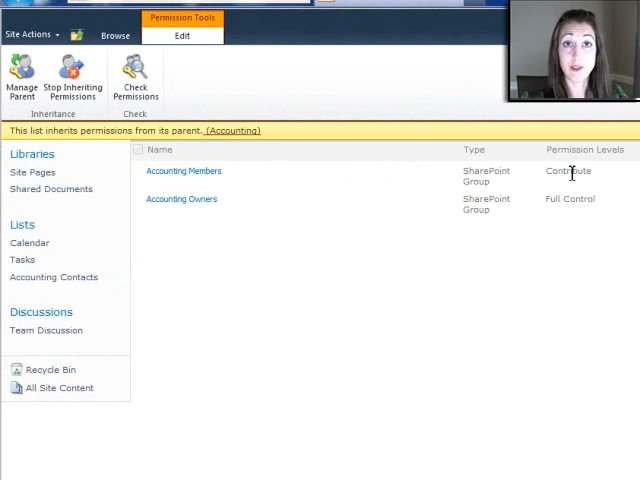 Permission Tools
Site Actions Browse Edit
Manage Parent
Stop Inheriting Permissions
Check Permissions
Inheritance Check
This list inherits permissions from its parent. (Accounting)
Libraries
Site Pages
Shared Documents
Lists
Calendar
Tasks
Accounting Contacts
Discussions
Team Discussion
Recycle Bin
All Site Content
Name Type Permission Levels
Accounting Members SharePoint Group Contribute
Accounting Owners SharePoint Group Full Control